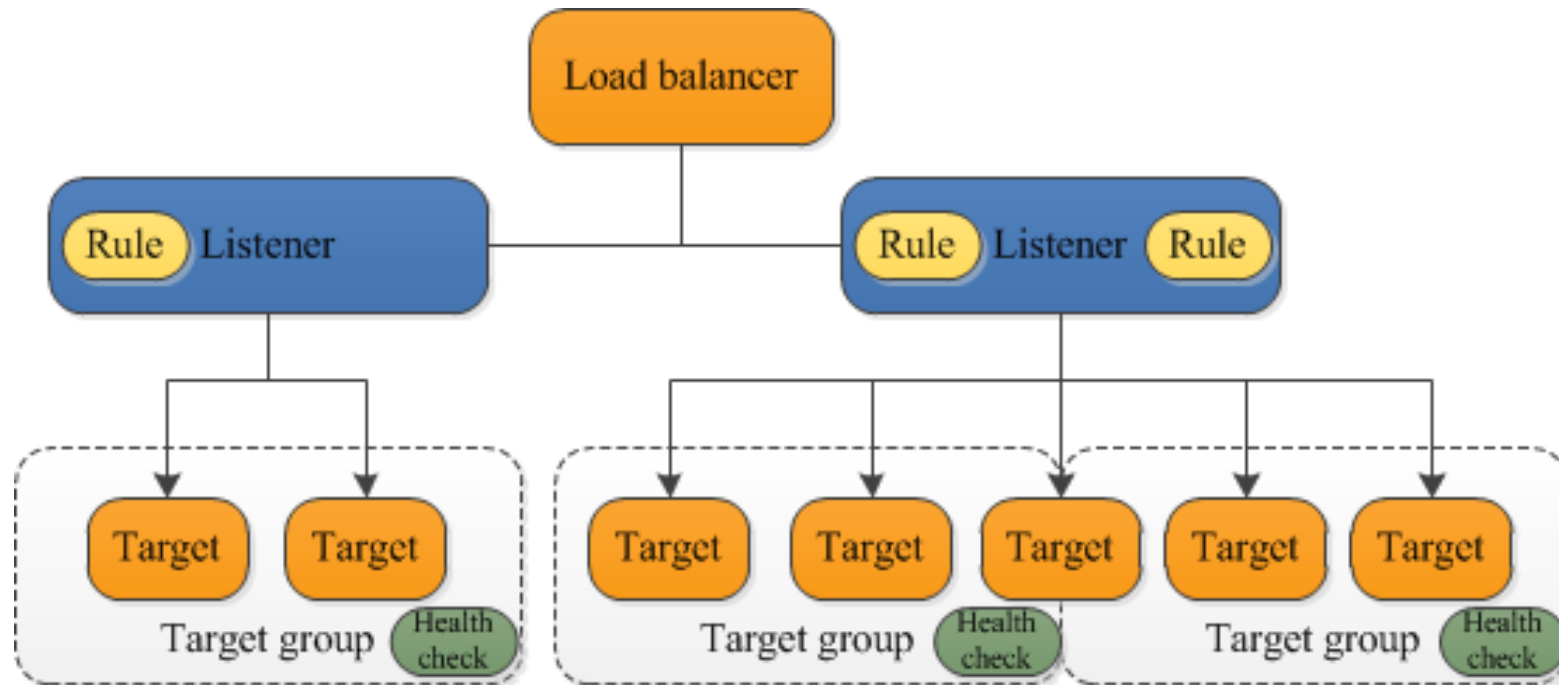 Load balancer
Rule Listener
Rule Listener Rule
Target Target
Target Target Target Target Target
Target group
Health
check
Target group
Health
check
Target group
Health
check